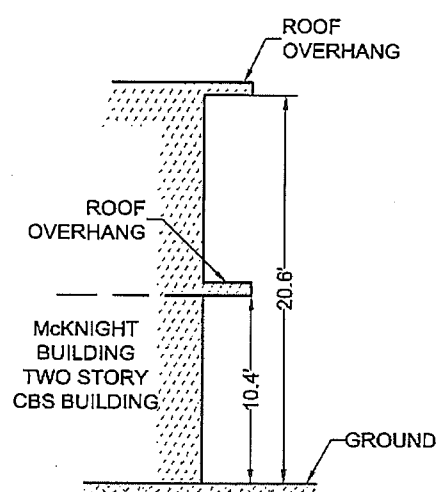 ROOF
OVERHANG
ROOF
OVERHANG
20.6'
McKNIGHT
BUILDING
TWO STORY
CBS BUILDING
10.4'
GROUND